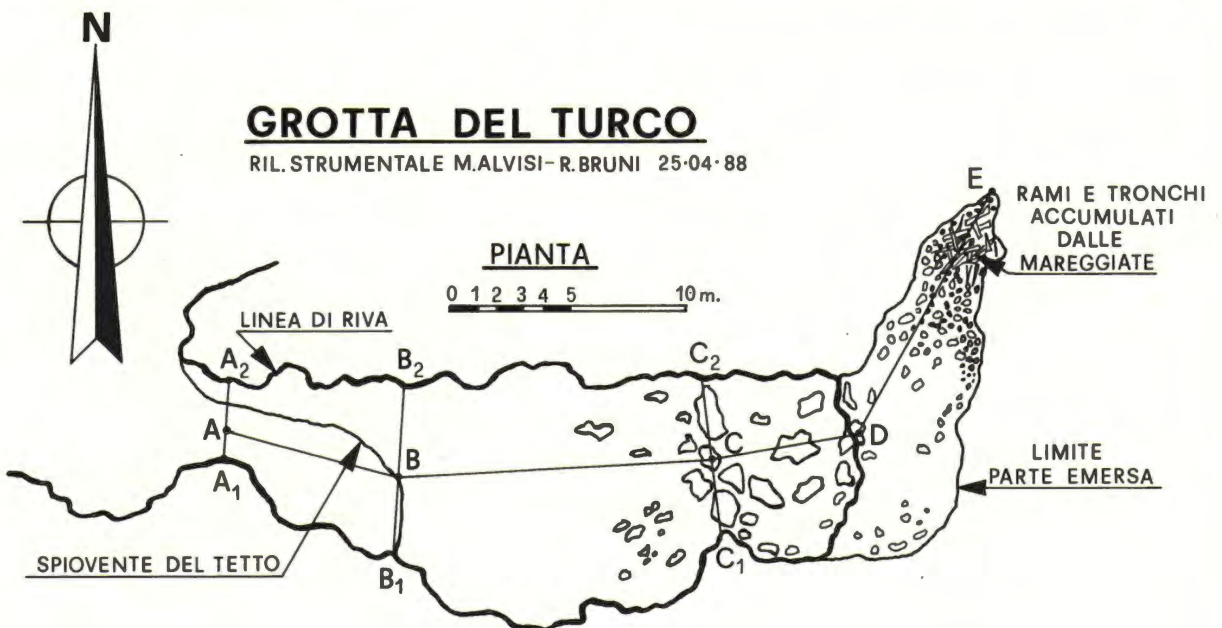 N
GROTTA DEL TURCO
RIL. STRUMENTALE M.ALVISI-R.BRUNI 25·04·88
PIANTA
0 1 2 3 4 5 10 m.
LINEA DI RIVA
E
RAMI E TRONCHI
ACCUMULATI
DALLE
MAREGGIATE
A2
B2
C2
A
B
C
D
A1
B1
C1
SPIOVENTE DEL TETTO
LIMITE
PARTE EMERSA